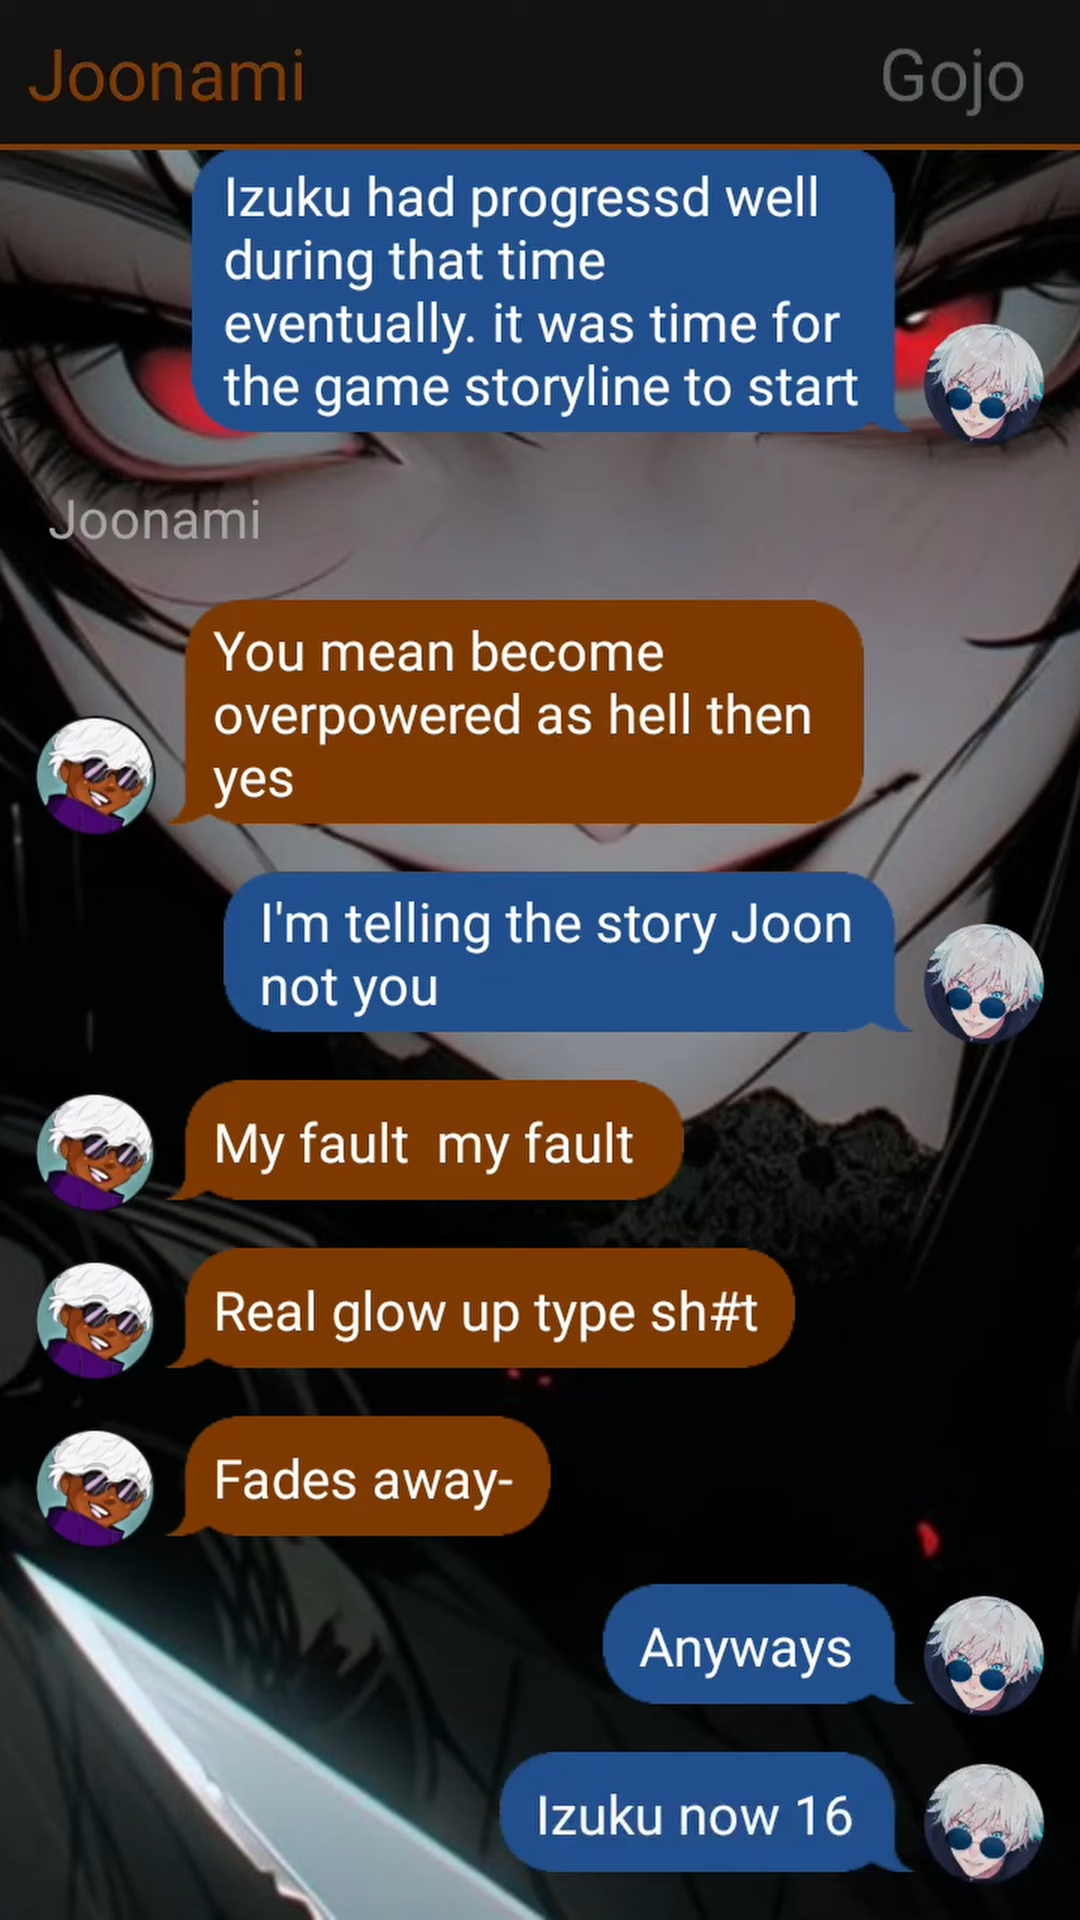 Joonami
Gojo
Izuku had progressd well
during that time
eventually. it was time for
the game storyline to start
Joonami
You mean become
overpowered as hell then
yes
I'm telling the story Joon
not you
My fault  my fault
Real glow up type sh#t
Fades away-
Anyways
Izuku now 16